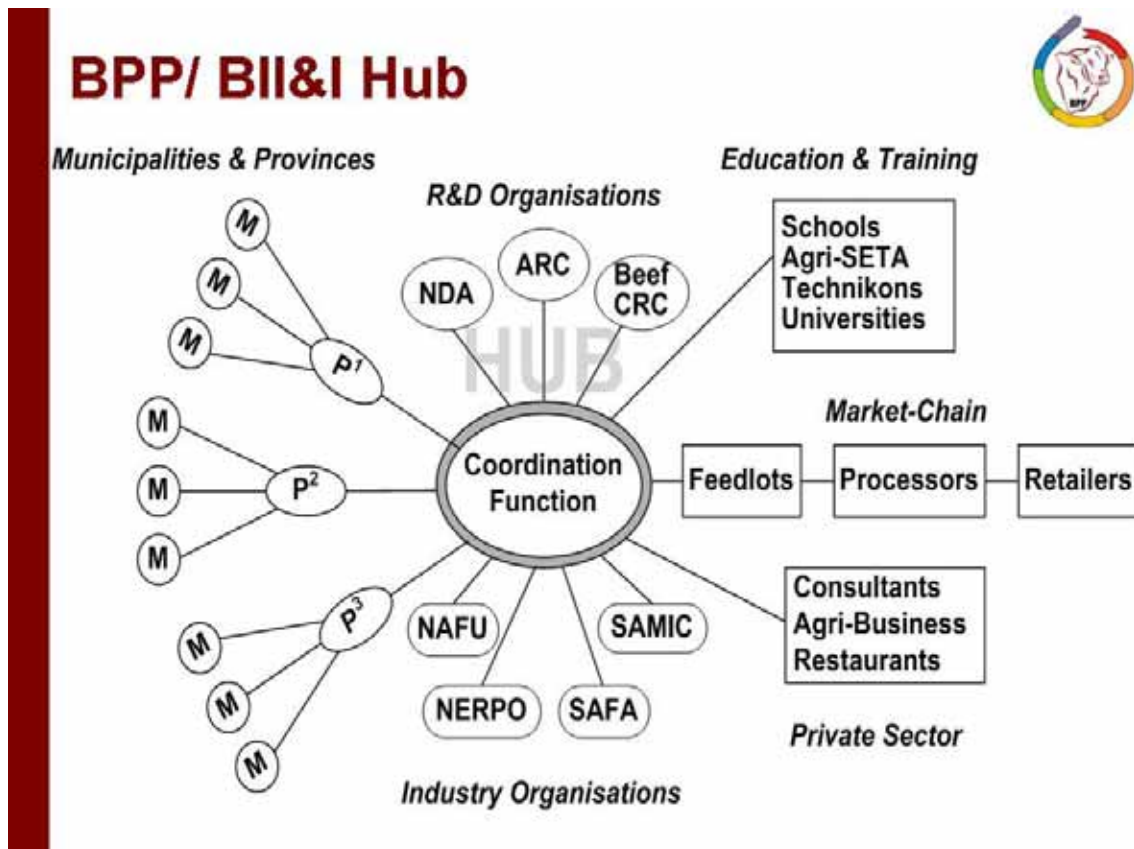 BPP/ BII&I Hub
BPP
Municipalities & Provinces
R&D Organisations
Education & Training
M
M
M
P1
NDA
ARC
Beef
CRC
HUB
Schools
Agri-SETA
Technikons
Universities
M
M
M
P2
Coordination
Function
Market-Chain
Feedlots
Processors
Retailers
M
M
M
P3
NAFU
NERPO
SAFA
SAMIC
Industry Organisations
Consultants
Agri-Business
Restaurants
Private Sector